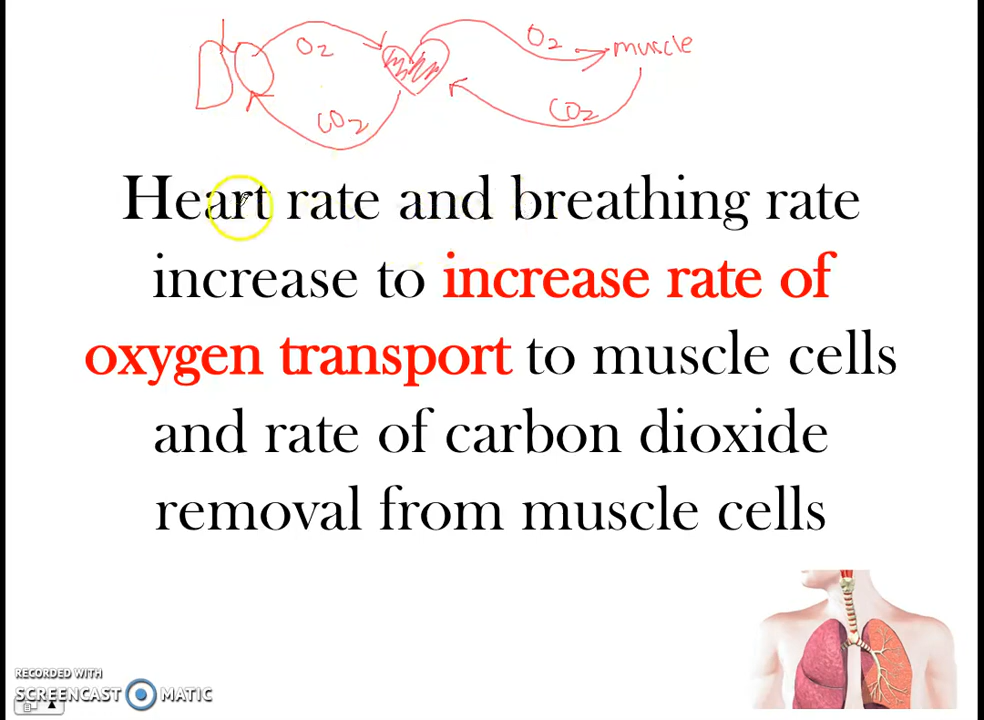 O2
O2
muscle
CO2
CO2
Heart rate and breathing rate
increase to increase rate of
oxygen transport to muscle cells
and rate of carbon dioxide
removal from muscle cells
RECORDED WITH
SCREENCAST MATIC